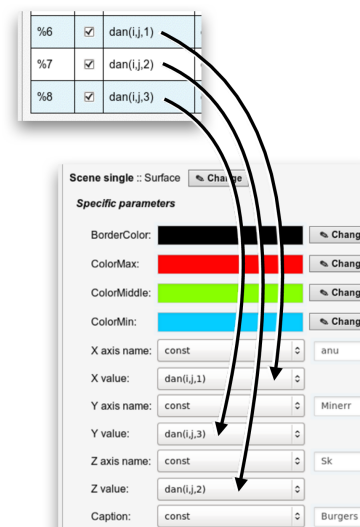 %6 dan(i,j,1)
%7 dan(i,j,2)
%8 dan(i,j,3)
Scene single :: Surface Change
Specific parameters
BorderColor: Chang
ColorMax: Chang
ColorMiddle: Chang
ColorMin: Chang
X axis name: const anu
X value: dan(i,j,1)
Y axis name: const Minerr
Y value: dan(i,j,3)
Z axis name: const Sk
Z value: dan(i,j,2)
Caption: const Burgers